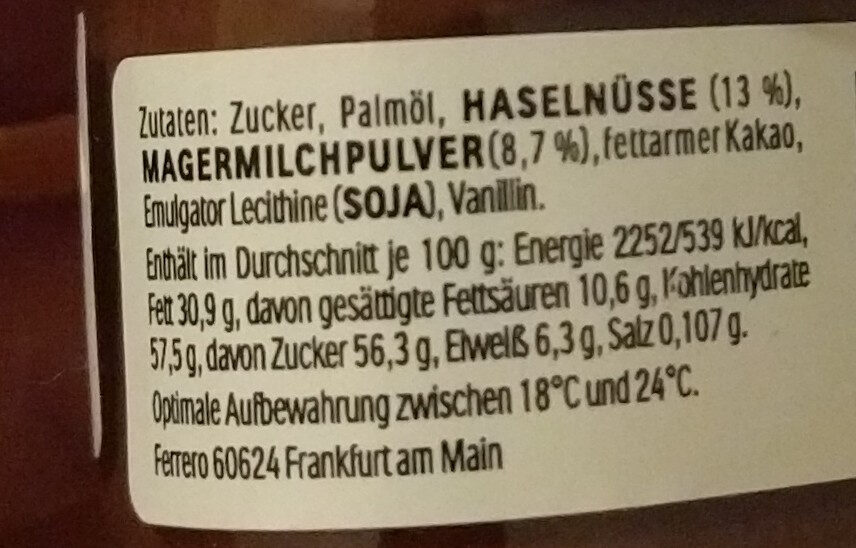 Zutaten: Zucker, Palmöl, HASELNÜSSE (13 %),
MAGERMILCHPULVER (8,7 %), fettarmer Kakao,
Emulgator Lecithine (SOJA), Vanillin.
Enthält im Durchschnitt je 100 g: Energie 2252/539 kJ/kcal,
Fett 30,9 g, davon gesättigte Fettsäuren 10,6 g, Kohlenhydrate
57,5 g, davon Zucker 56,3 g, Eiweiß 6,3 g, Salz 0,107 g.
Optimale Aufbewahrung zwischen 18°C und 24°C.
Ferrero 60624 Frankfurt am Main